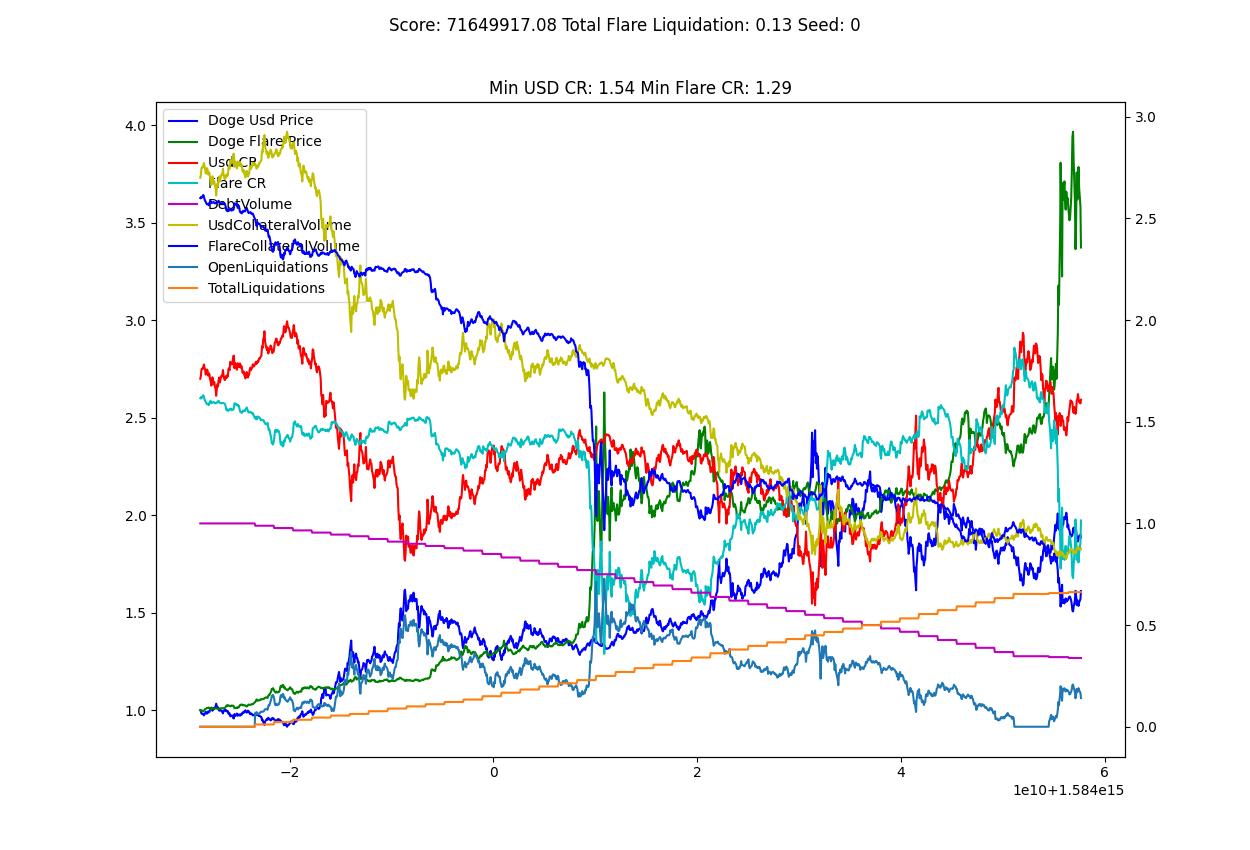 Score: 71649917.08 Total Flare Liquidation: 0.13 Seed: 0
Min USD CR: 1.54 Min Flare CR: 1.29
Doge Usd Price
Doge Flare Price
Usd CR
Flare CR
DebtVolume
UsdCollateralVolume
FlareCollateralVolume
OpenLiquidations
TotalLiquidations
4.0
3.5
3.0
2.5
2.0
1.5
1.0
3.0
2.5
2.0
1.5
1.0
0.5
0.0
−2
0
2
4
6
1e10+1.584e15